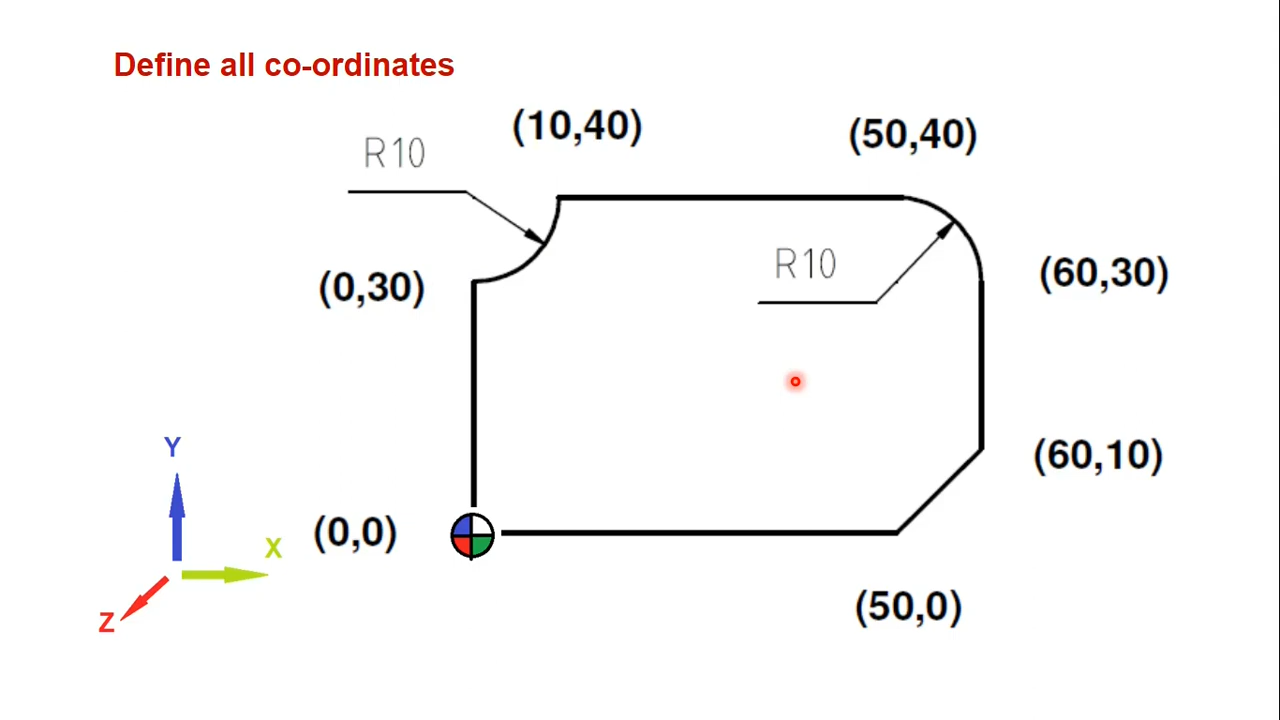 Define all co-ordinates
(10,40)
(50,40)
R10
R10
(0,30)
(60,30)
Y
(60,10)
(0,0)
X
Z
(50,0)